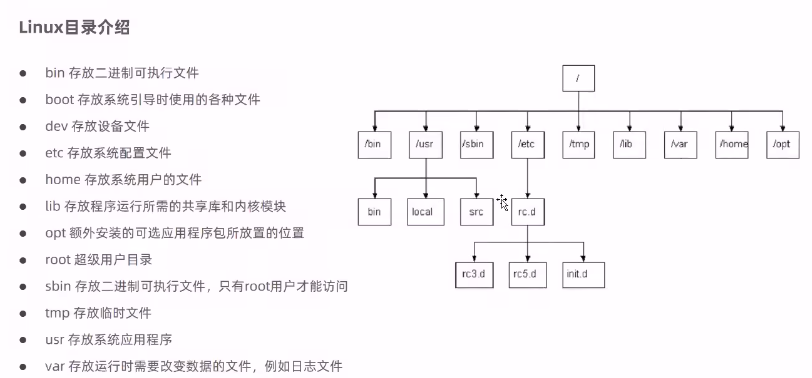 Linux目录介绍
bin 存放二进制可执行文件
boot 存放系统引导时使用的各种文件
dev 存放设备文件
etc 存放系统配置文件
home 存放系统用户的文件
lib 存放程序运行所需的共享库和内核模块
opt 额外安装的可选应用程序包所放置的位置
root 超级用户目录
sbin 存放二进制可执行文件，只有root用户才能访问
tmp 存放临时文件
usr 存放系统应用程序
var 存放运行时需要改变数据的文件，例如日志文件
/
/bin /usr /sbin /etc /tmp /lib /var /home /opt
bin local src rc.d
rc3.d rc5.d init.d